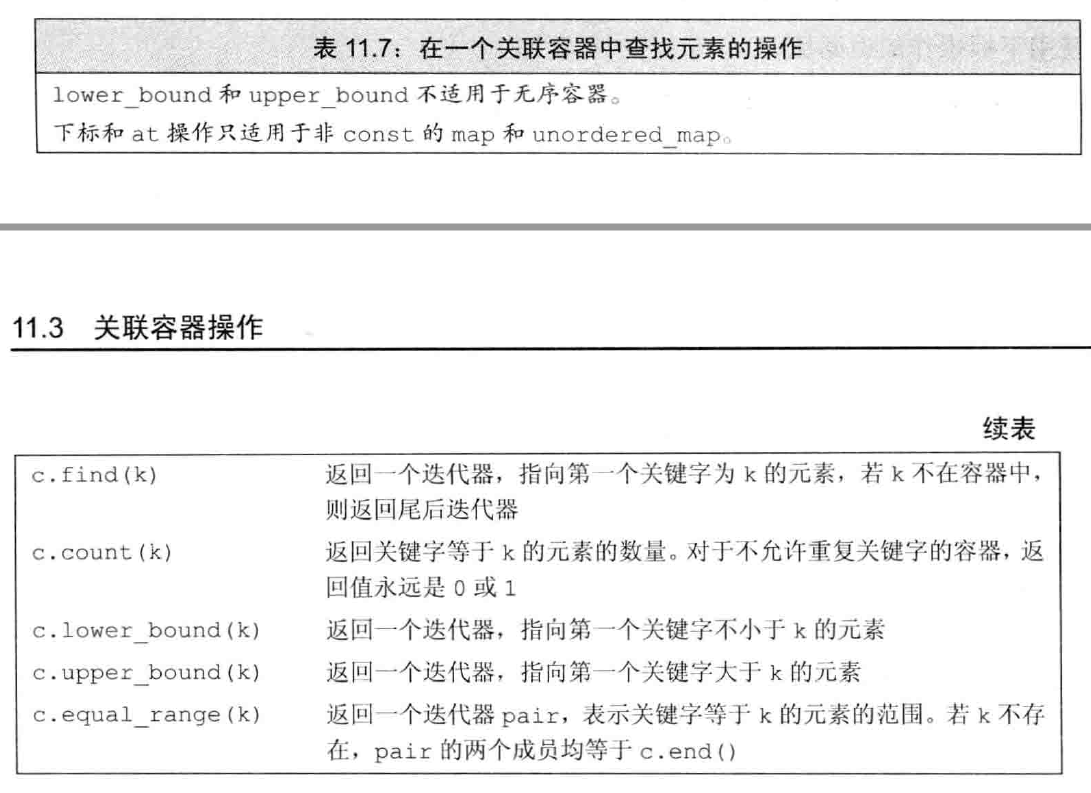 表 11.7：在一个关联容器中查找元素的操作
lower_bound 和 upper_bound 不适用于无序容器。
下标和 at 操作只适用于非 const 的 map 和 unordered_map。
11.3 关联容器操作
续表
c.find(k) 返回一个迭代器，指向第一个关键字为 k 的元素，若 k 不在容器中，
则返回尾后迭代器
c.count(k) 返回关键字等于 k 的元素的数量。对于不允许重复关键字的容器，返
回值永远是 0 或 1
c.lower_bound(k) 返回一个迭代器，指向第一个关键字不小于 k 的元素
c.upper_bound(k) 返回一个迭代器，指向第一个关键字大于 k 的元素
c.equal_range(k) 返回一个迭代器 pair，表示关键字等于 k 的元素的范围。若 k 不存
在，pair 的两个成员均等于 c.end()